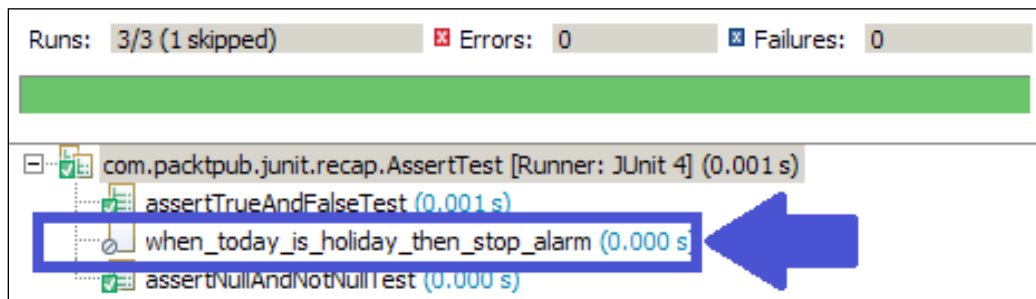 Runs: 3/3 (1 skipped) Errors: 0 Failures: 0
com.packtpub.junit.recap.AssertTest [Runner: JUnit 4] (0.001 s)
assertTrueAndFalseTest (0.001 s)
when_today_is_holiday_then_stop_alarm (0.000 s)
assertNullAndNotNullTest (0.000 s)